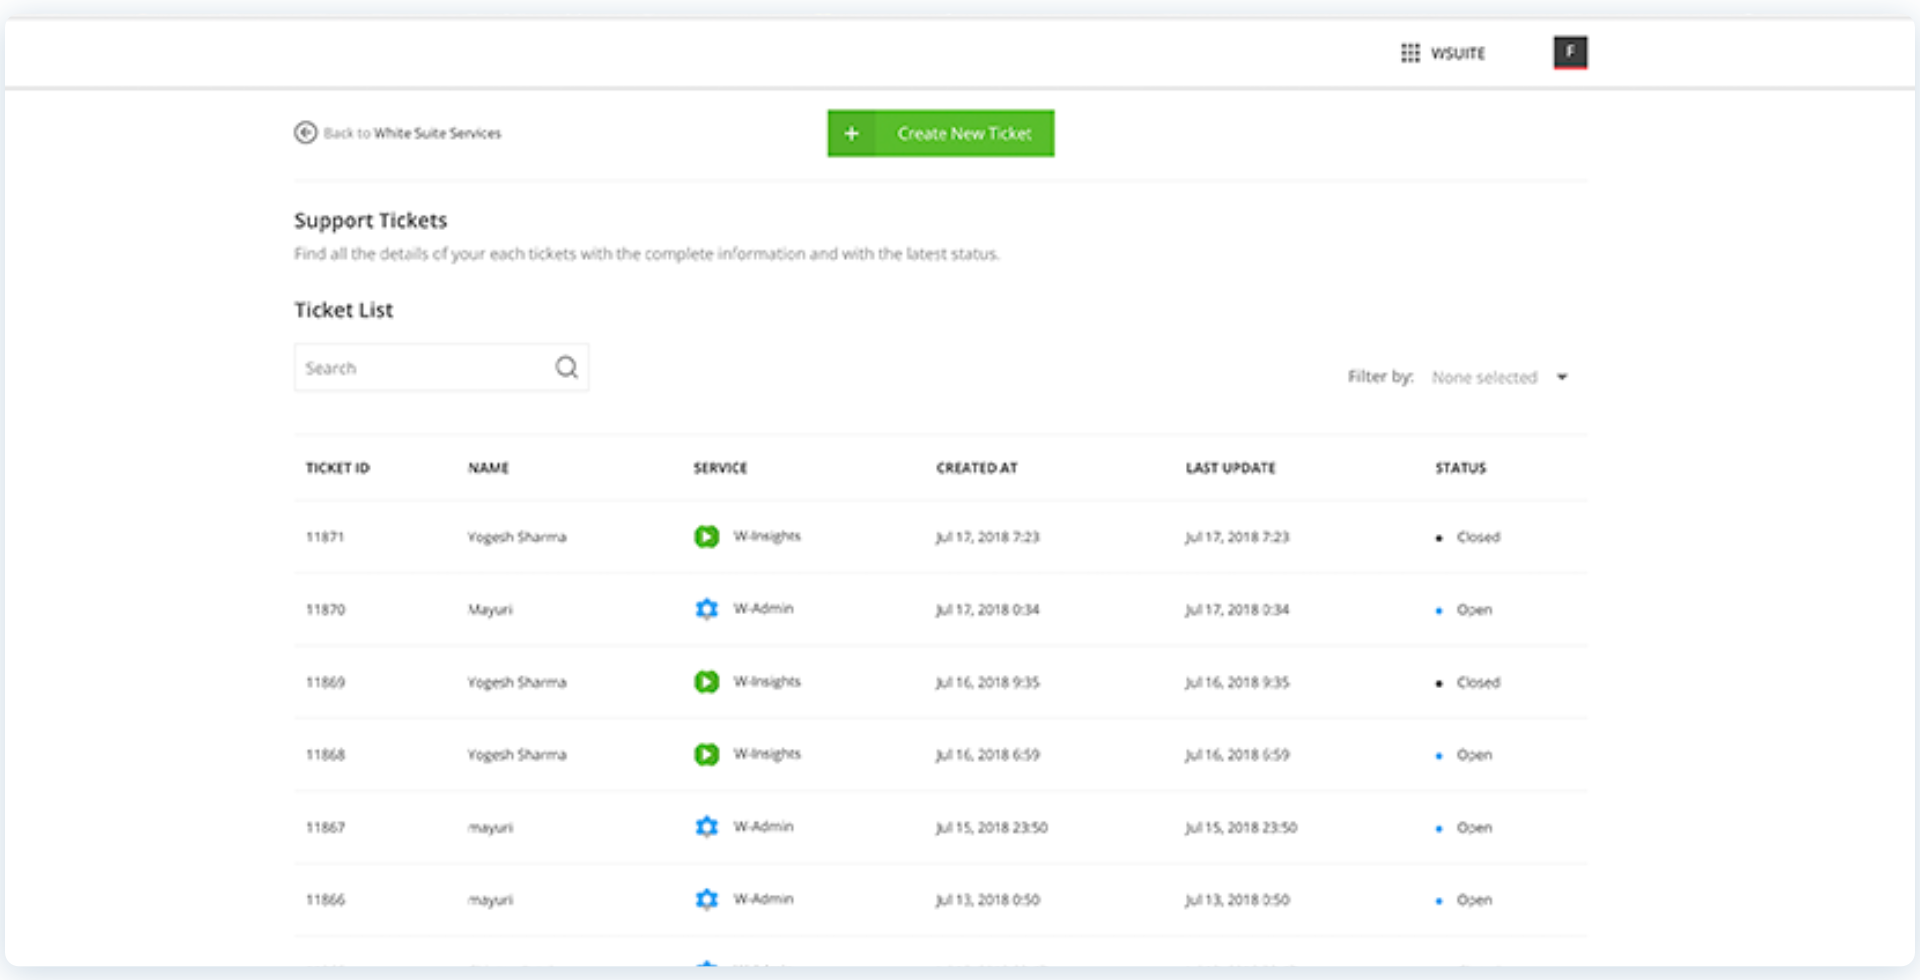 WSUITE F
Back to White Suite Services
+ Create New Ticket
Support Tickets
Find all the details of your each tickets with the complete information and with the latest status.
Ticket List
Search
Filter by: None selected
TICKET ID NAME SERVICE CREATED AT LAST UPDATE STATUS
11871 Yogesh Sharma W-Insights Jul 17, 2018 7:23 Jul 17, 2018 7:23 Closed
11870 Mayuri W-Admin Jul 17, 2018 0:34 Jul 17, 2018 0:34 Open
11869 Yogesh Sharma W-Insights Jul 16, 2018 9:35 Jul 16, 2018 9:35 Closed
11868 Yogesh Sharma W-Insights Jul 16, 2018 6:59 Jul 16, 2018 6:59 Open
11867 mayuri W-Admin Jul 15, 2018 23:50 Jul 15, 2018 23:50 Open
11866 mayuri W-Admin Jul 13, 2018 0:50 Jul 13, 2018 0:50 Open